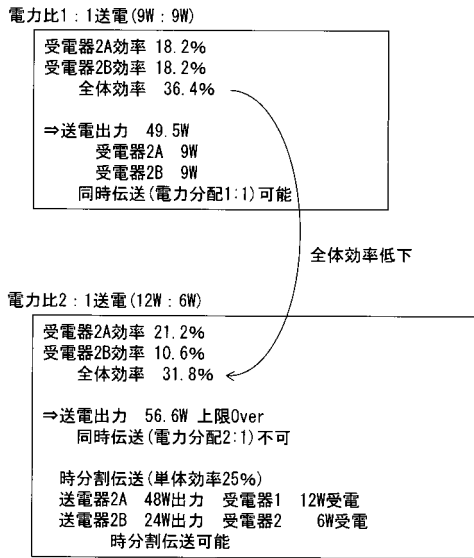 電力比1：1送電(9W：9W)
受電器2A効率 18.2%
受電器2B効率 18.2%
全体効率 36.4%
⇒送電出力 49.5W
受電器2A 9W
受電器2B 9W
同時伝送(電力分配1:1)可能
全体効率低下
電力比2：1送電(12W：6W)
受電器2A効率 21.2%
受電器2B効率 10.6%
全体効率 31.8%
⇒送電出力 56.6W 上限Over
同時伝送(電力分配2:1)不可
時分割伝送(単体効率25%)
送電器2A 48W出力 受電器1 12W受電
送電器2B 24W出力 受電器2 6W受電
時分割伝送可能